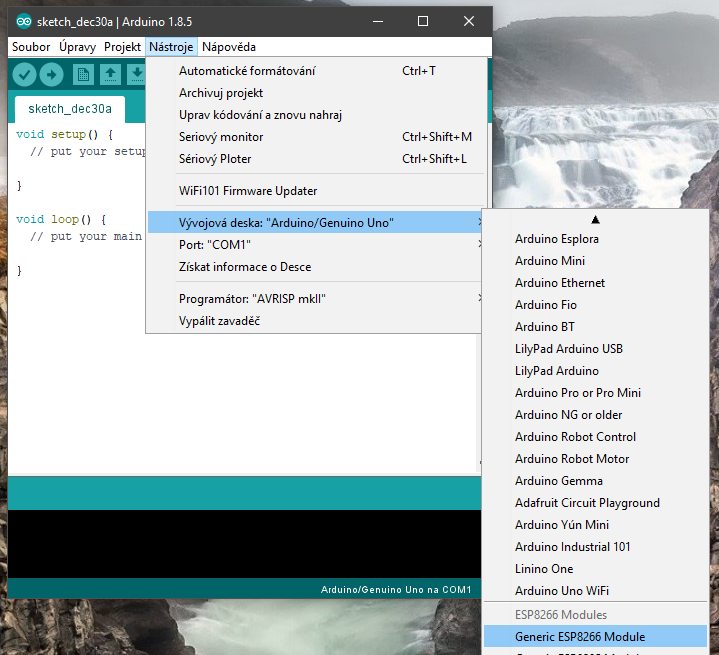 sketch_dec30a | Arduino 1.8.5
Soubor Úpravy Projekt Nástroje Nápověda
sketch_dec30a
void setup() {
// put your setup
}
void loop() {
// put your main
}
Automatické formátování Ctrl+T
Archivuj projekt
Uprav kódování a znovu nahraj
Seriový monitor Ctrl+Shift+M
Sériový Ploter Ctrl+Shift+L
WiFi101 Firmware Updater
Vývojová deska: "Arduino/Genuino Uno"
Port: "COM1"
Získat informace o Desce
Programátor: "AVRISP mkII"
Vypálit zavaděč
Arduino Esplora
Arduino Mini
Arduino Ethernet
Arduino Fio
Arduino BT
LilyPad Arduino USB
LilyPad Arduino
Arduino Pro or Pro Mini
Arduino NG or older
Arduino Robot Control
Arduino Robot Motor
Arduino Gemma
Adafruit Circuit Playground
Arduino Yún Mini
Arduino Industrial 101
Linino One
Arduino Uno WiFi
ESP8266 Modules
Generic ESP8266 Module
Arduino/Genuino Uno na COM1